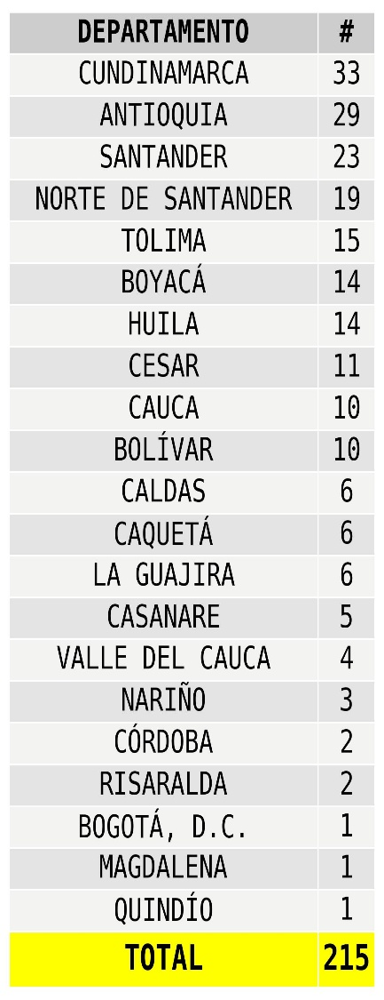 DEPARTAMENTO #
CUNDINAMARCA 33
ANTIOQUIA 29
SANTANDER 23
NORTE DE SANTANDER 19
TOLIMA 15
BOYACÁ 14
HUILA 14
CESAR 11
CAUCA 10
BOLÍVAR 10
CALDAS 6
CAQUETÁ 6
LA GUAJIRA 6
CASANARE 5
VALLE DEL CAUCA 4
NARIÑO 3
CÓRDOBA 2
RISARALDA 2
BOGOTÁ, D.C. 1
MAGDALENA 1
QUINDÍO 1
TOTAL 215